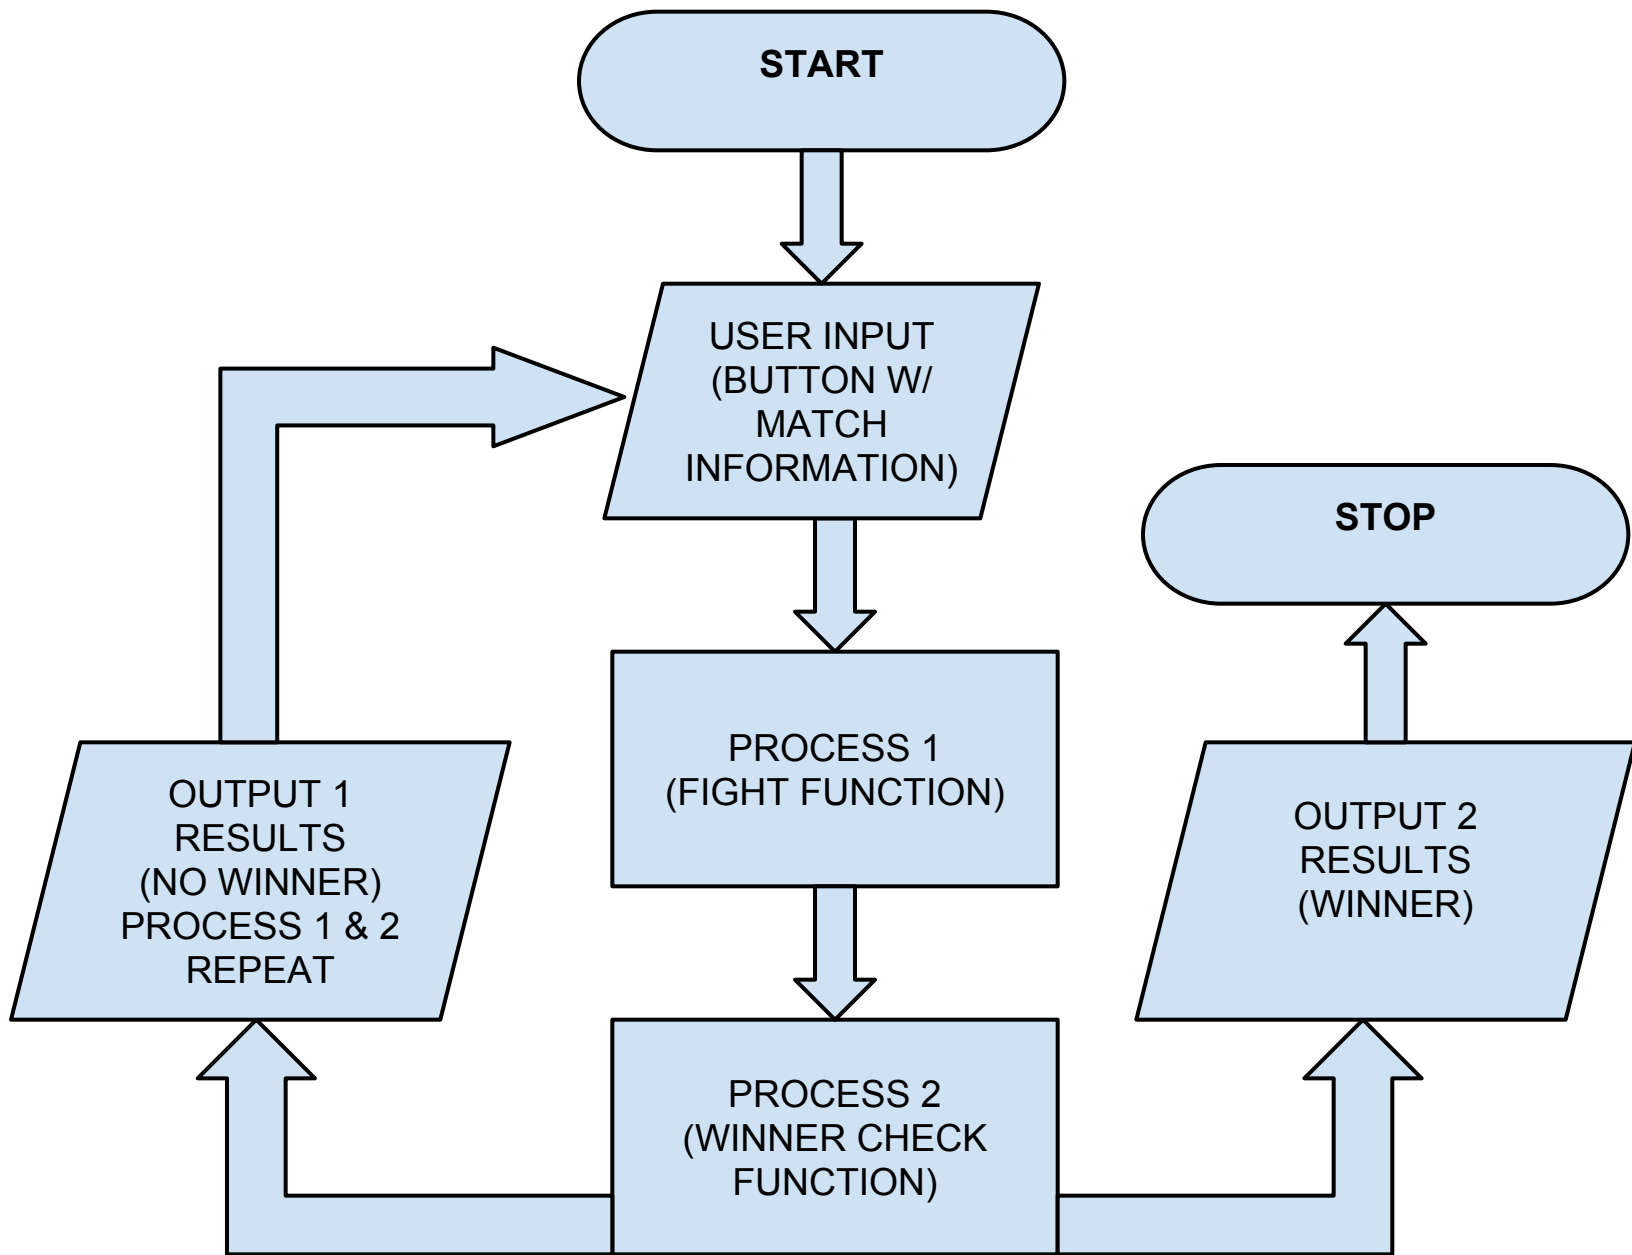 START
USER INPUT
(BUTTON W/
MATCH
INFORMATION)
STOP
PROCESS 1
(FIGHT FUNCTION)
OUTPUT 1
RESULTS
(NO WINNER)
PROCESS 1 & 2
REPEAT
OUTPUT 2
RESULTS
(WINNER)
PROCESS 2
(WINNER CHECK
FUNCTION)